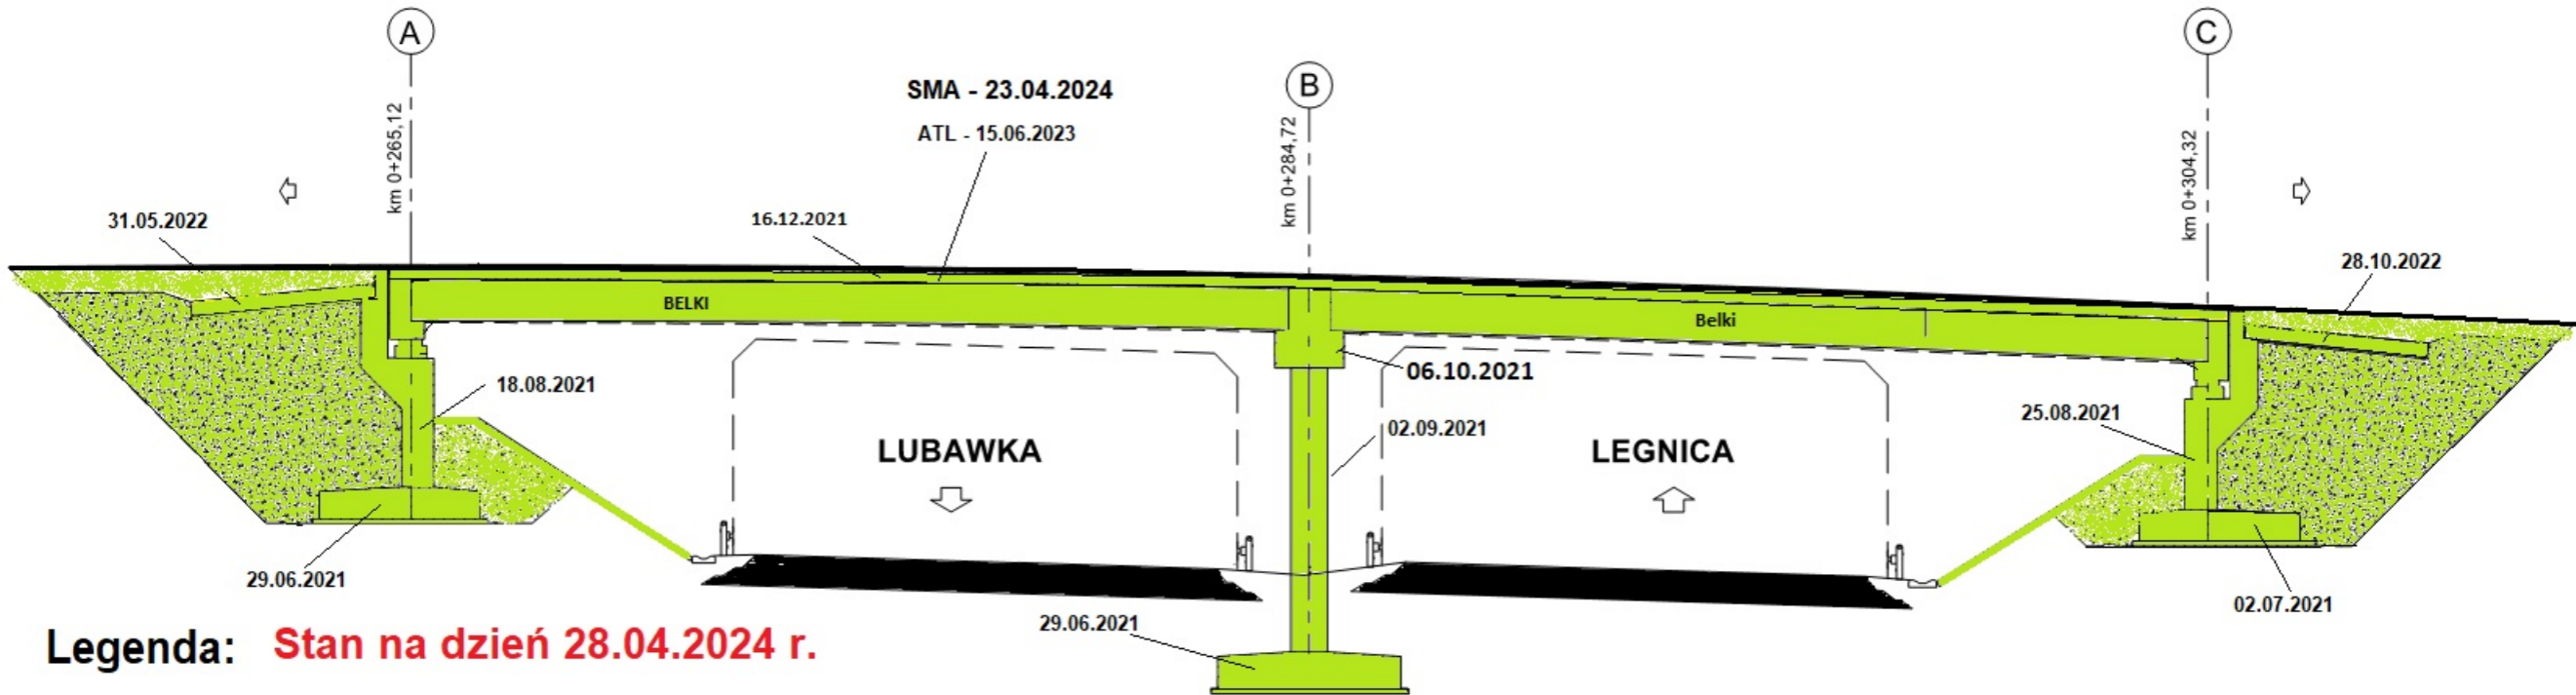 A
B
C
km 0+265,12
SMA - 23.04.2024
ATL - 15.06.2023
km 0+284,72
km 0+304,32
31.05.2022
16.12.2021
28.10.2022
BELKI
Belki
18.08.2021
06.10.2021
02.09.2021
25.08.2021
LUBAWKA
LEGNICA
29.06.2021
29.06.2021
02.07.2021
Legenda: Stan na dzień 28.04.2024 r.